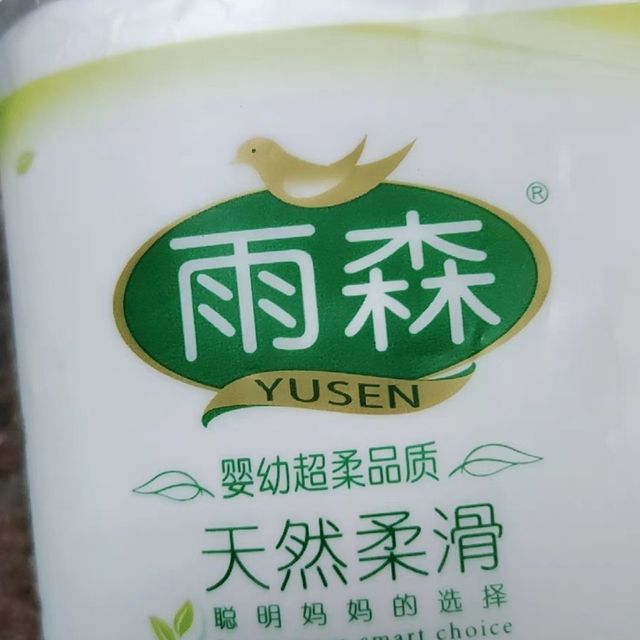 ®
雨森
YUSEN
婴幼超柔品质
天然柔滑
聪明妈妈的选择
smart choice